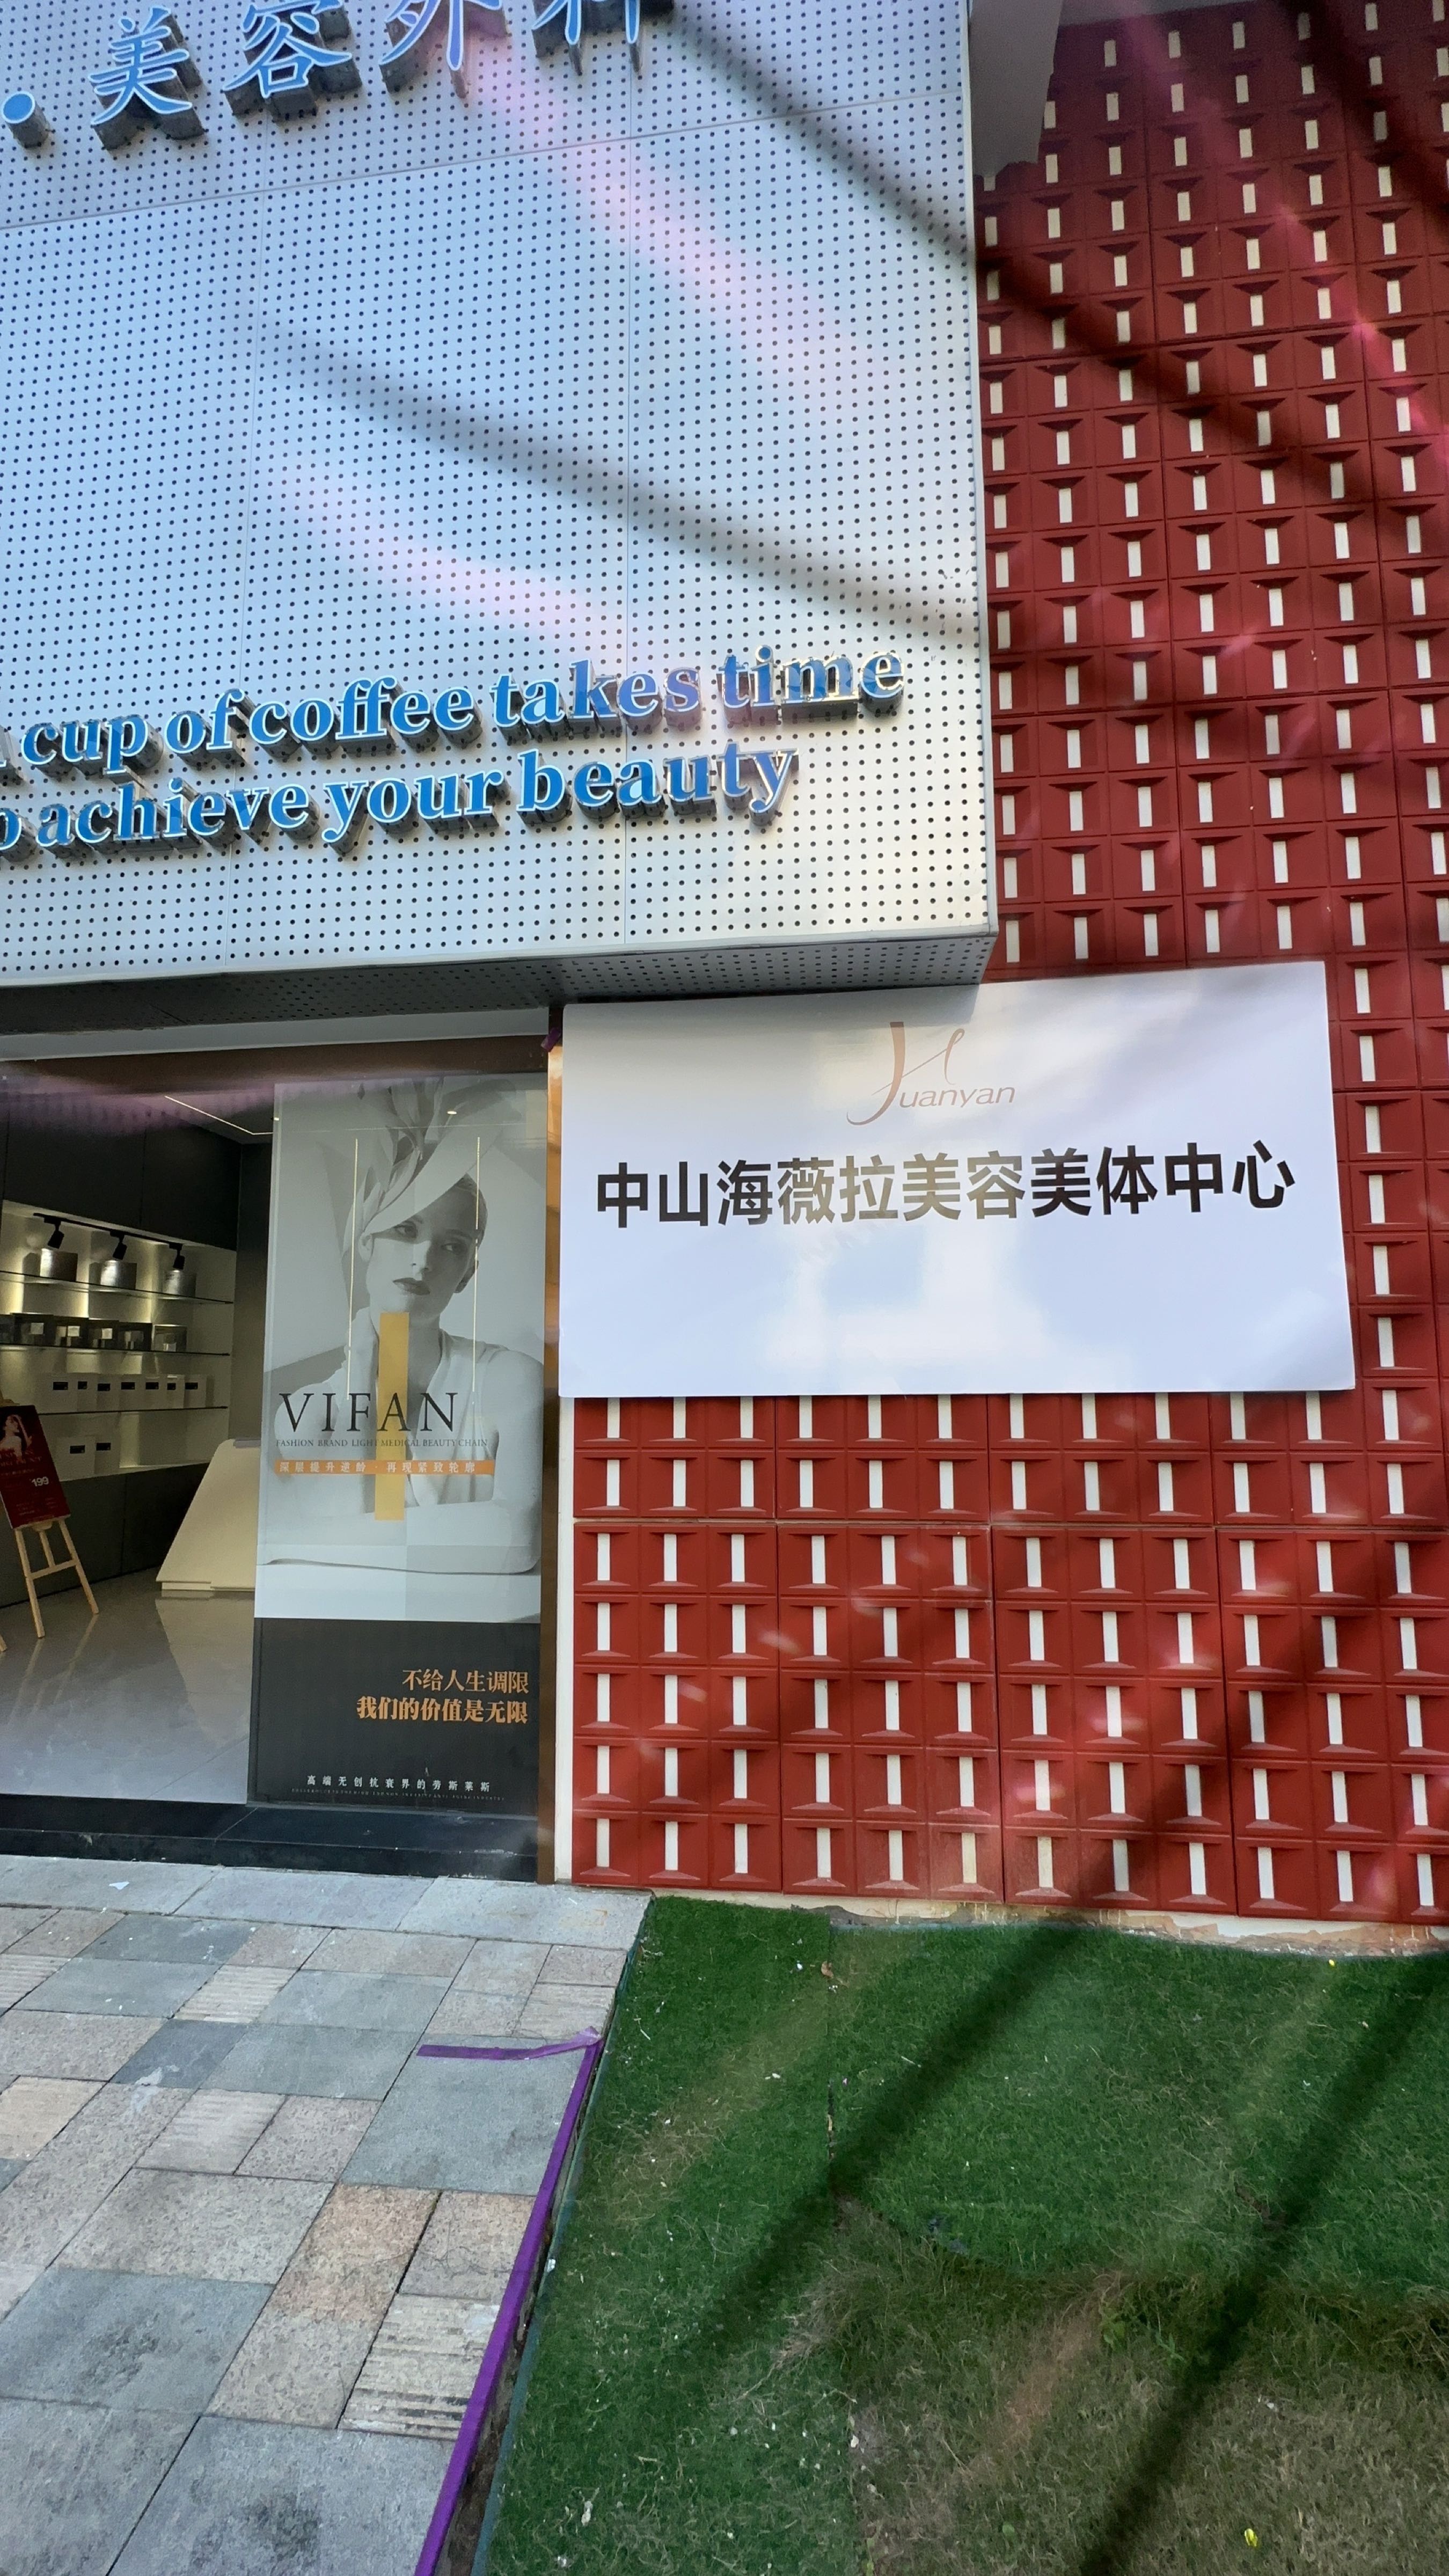 ·美容外科
cup of coffee takes time
achieve your beauty
Huanyan
中山海薇拉美容美体中心
VIFAN
FASHION BRAND LIGHT MEDICAL BEAUTY CHAIN
深层提升逆龄·再现紧致轮廓
199
不给人生调限
我们的价值是无限
高端无创抗衰界的劳斯莱斯